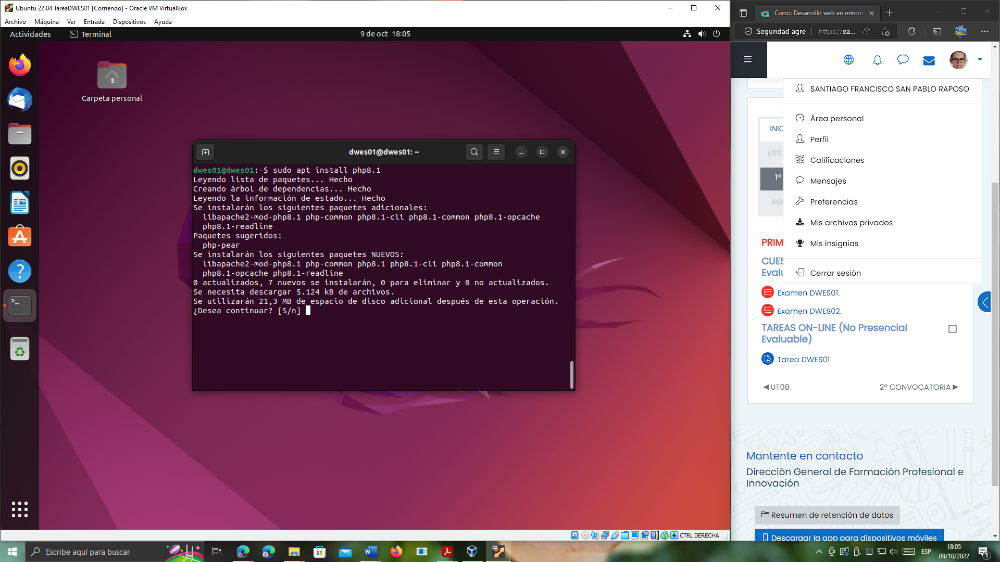 Ubuntu 22.04 TareaDWES01 [Corriendo] - Oracle VM VirtualBox
Archivo Máquina Ver Entrada Dispositivos Ayuda
Actividades Terminal 9 de oct 18:05
Carpeta personal
dwes01@dwes01: ~
dwes01@dwes01:~$ sudo apt install php8.1
Leyendo lista de paquetes... Hecho
Creando árbol de dependencias... Hecho
Leyendo la información de estado... Hecho
Se instalarán los siguientes paquetes adicionales:
libapache2-mod-php8.1 php-common php8.1-cli php8.1-common php8.1-opcache
php8.1-readline
Paquetes sugeridos:
php-pear
Se instalarán los siguientes paquetes NUEVOS:
libapache2-mod-php8.1 php-common php8.1 php8.1-cli php8.1-common
php8.1-opcache php8.1-readline
0 actualizados, 7 nuevos se instalarán, 0 para eliminar y 0 no actualizados.
Se necesita descargar 5.124 kB de archivos.
Se utilizarán 21,3 MB de espacio de disco adicional después de esta operación.
¿Desea continuar? [S/n]
CTRL DERECHA
Curso: Desarrollo web en entorn
Seguridad agre https://ea...
SANTIAGO FRANCISCO SAN PABLO RAPOSO
Área personal
Perfil
Calificaciones
Mensajes
Preferencias
Mis archivos privados
Mis insignias
Cerrar sesión
INIC
UT03
1ª
MA
PRIM
CUES
Evalu
Examen DWES01.
Examen DWES02.
TAREAS ON-LINE (No Presencial
Evaluable)
Tarea DWES01
◀ UT08 2ª CONVOCATORIA ▶
Mantente en contacto
Dirección General de Formación Profesional e
Innovación
Resumen de retención de datos
Descargar la app para dispositivos móviles
Escribe aquí para buscar
ESP
18:05
09/10/2022
1